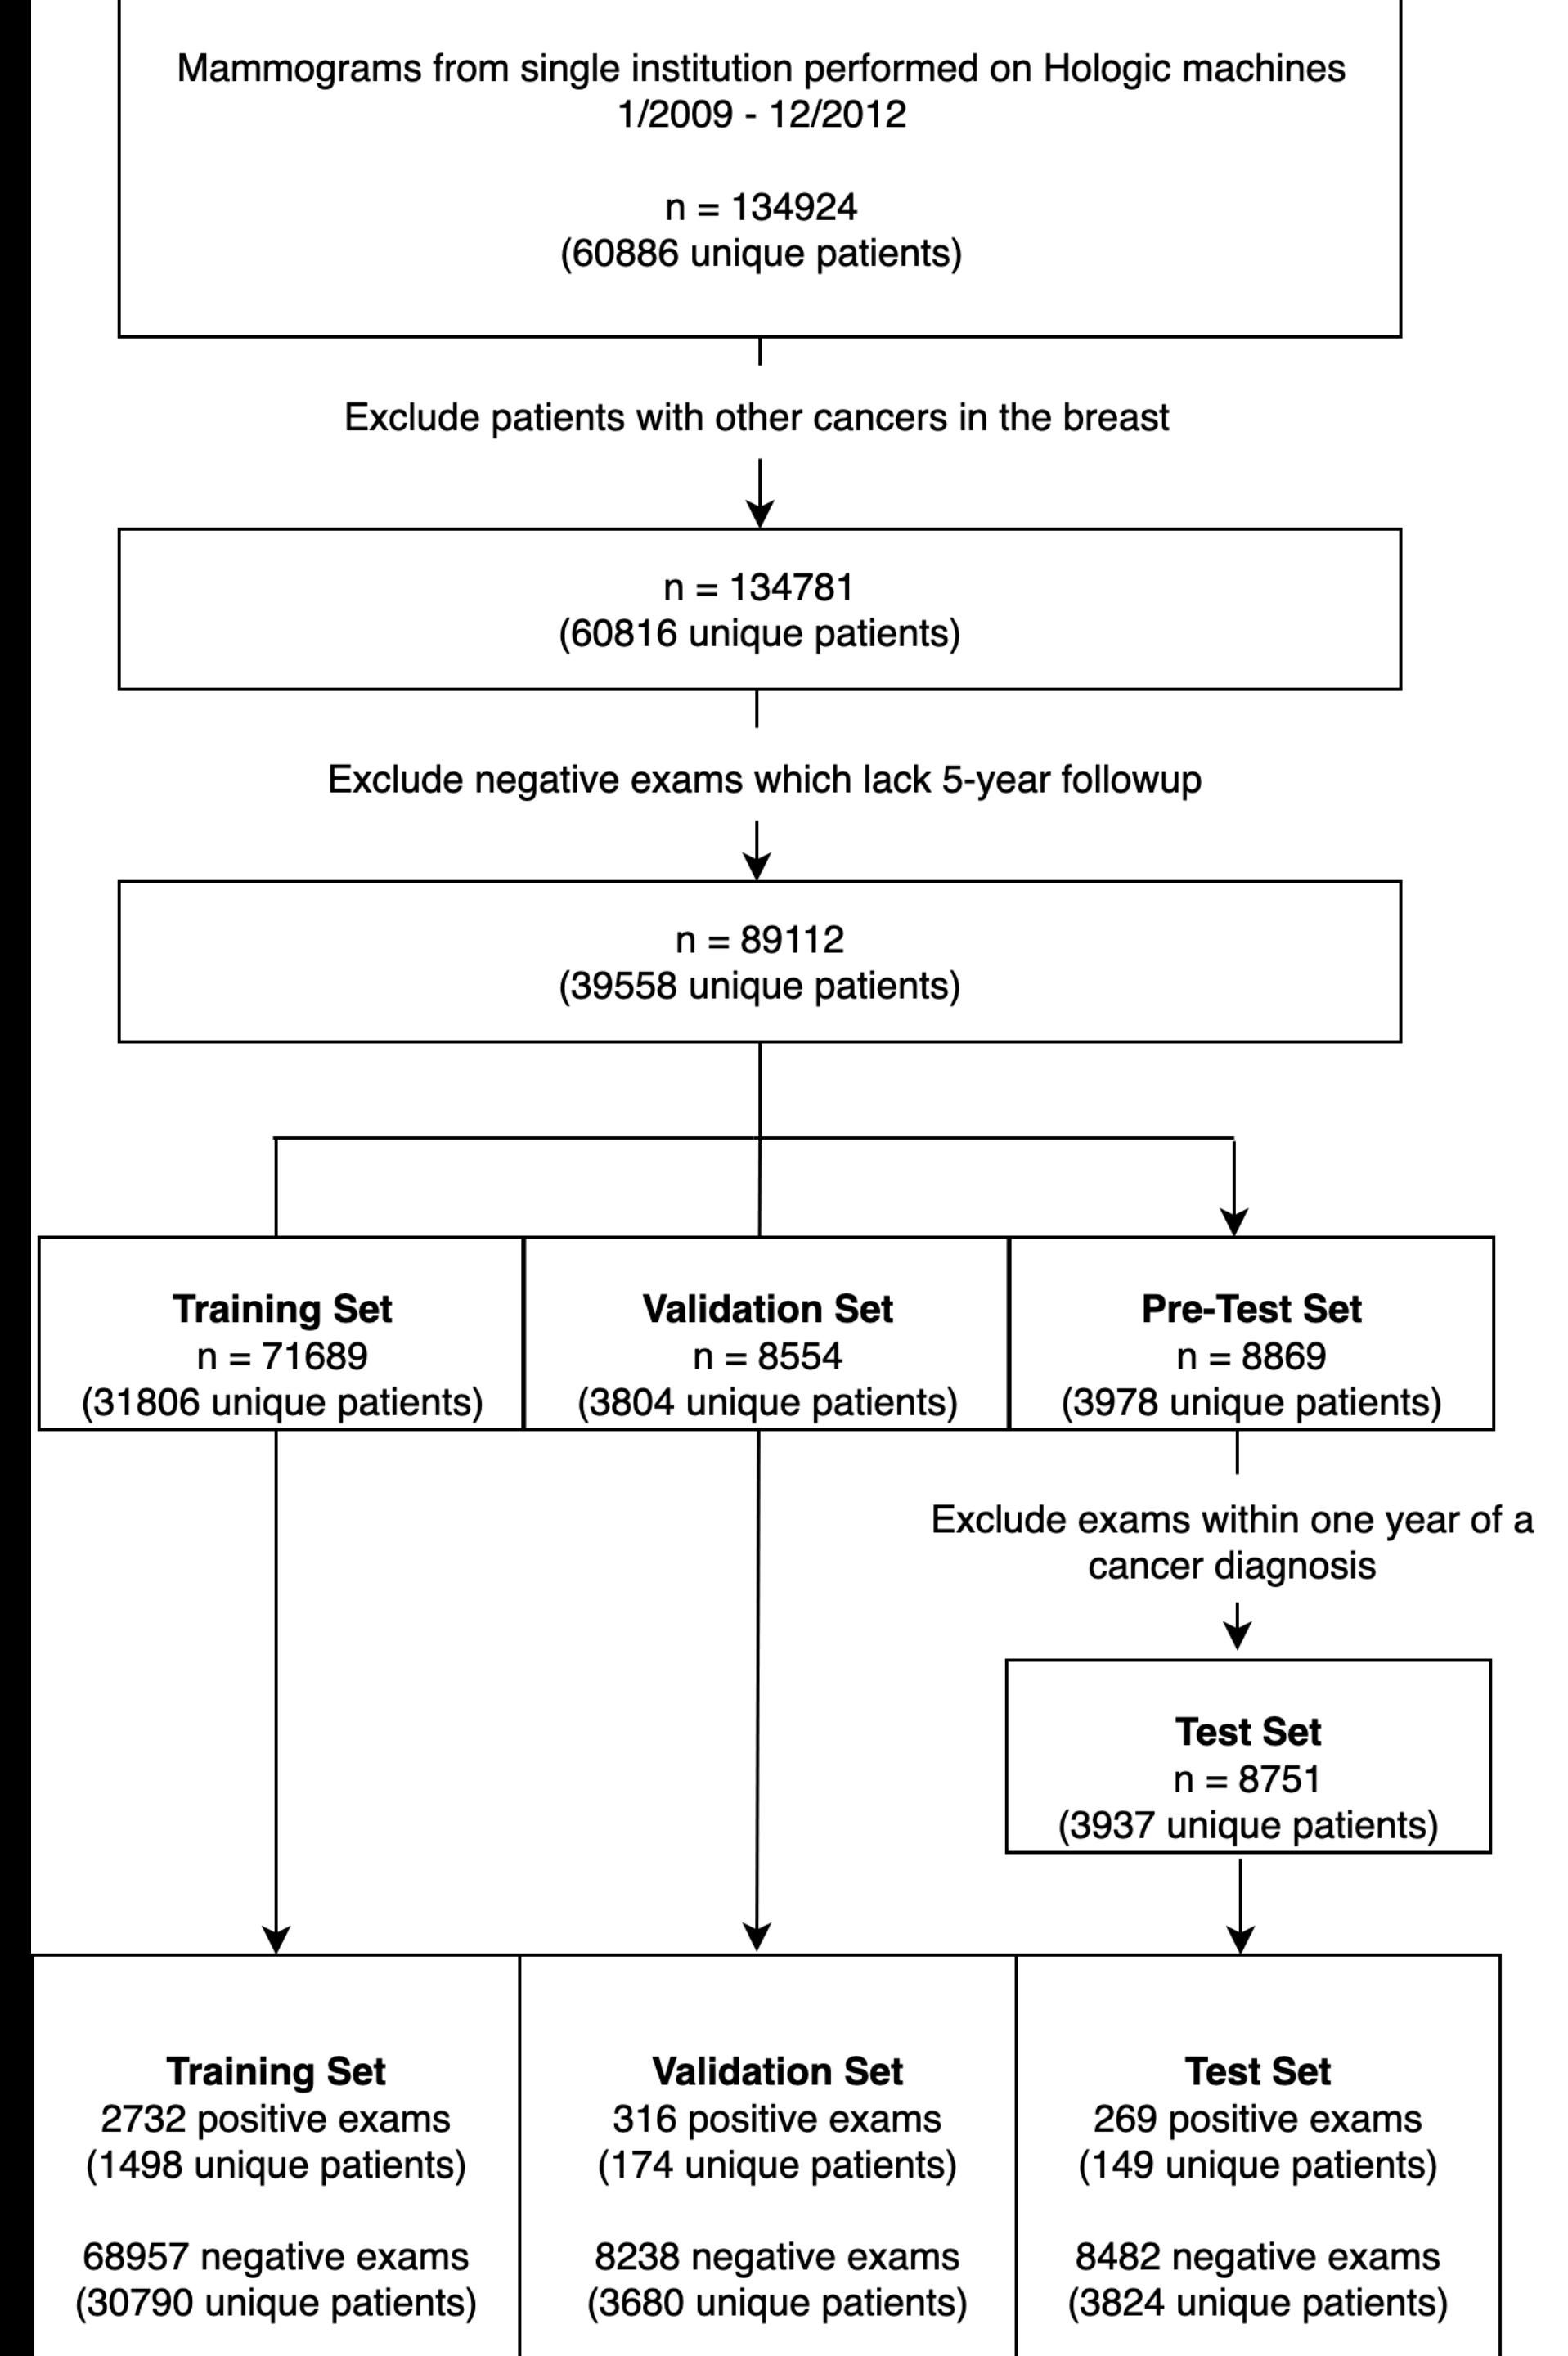 Mammograms from single institution performed on Hologic machines
1/2009 - 12/2012
n = 134924
(60886 unique patients)
Exclude patients with other cancers in the breast
n = 134781
(60816 unique patients)
Exclude negative exams which lack 5-year followup
n = 89112
(39558 unique patients)
Training Set
n = 71689
(31806 unique patients)
Validation Set
n = 8554
(3804 unique patients)
Pre-Test Set
n = 8869
(3978 unique patients)
Exclude exams within one year of a
cancer diagnosis
Test Set
n = 8751
(3937 unique patients)
Training Set
2732 positive exams
(1498 unique patients)
68957 negative exams
(30790 unique patients)
Validation Set
316 positive exams
(174 unique patients)
8238 negative exams
(3680 unique patients)
Test Set
269 positive exams
(149 unique patients)
8482 negative exams
(3824 unique patients)